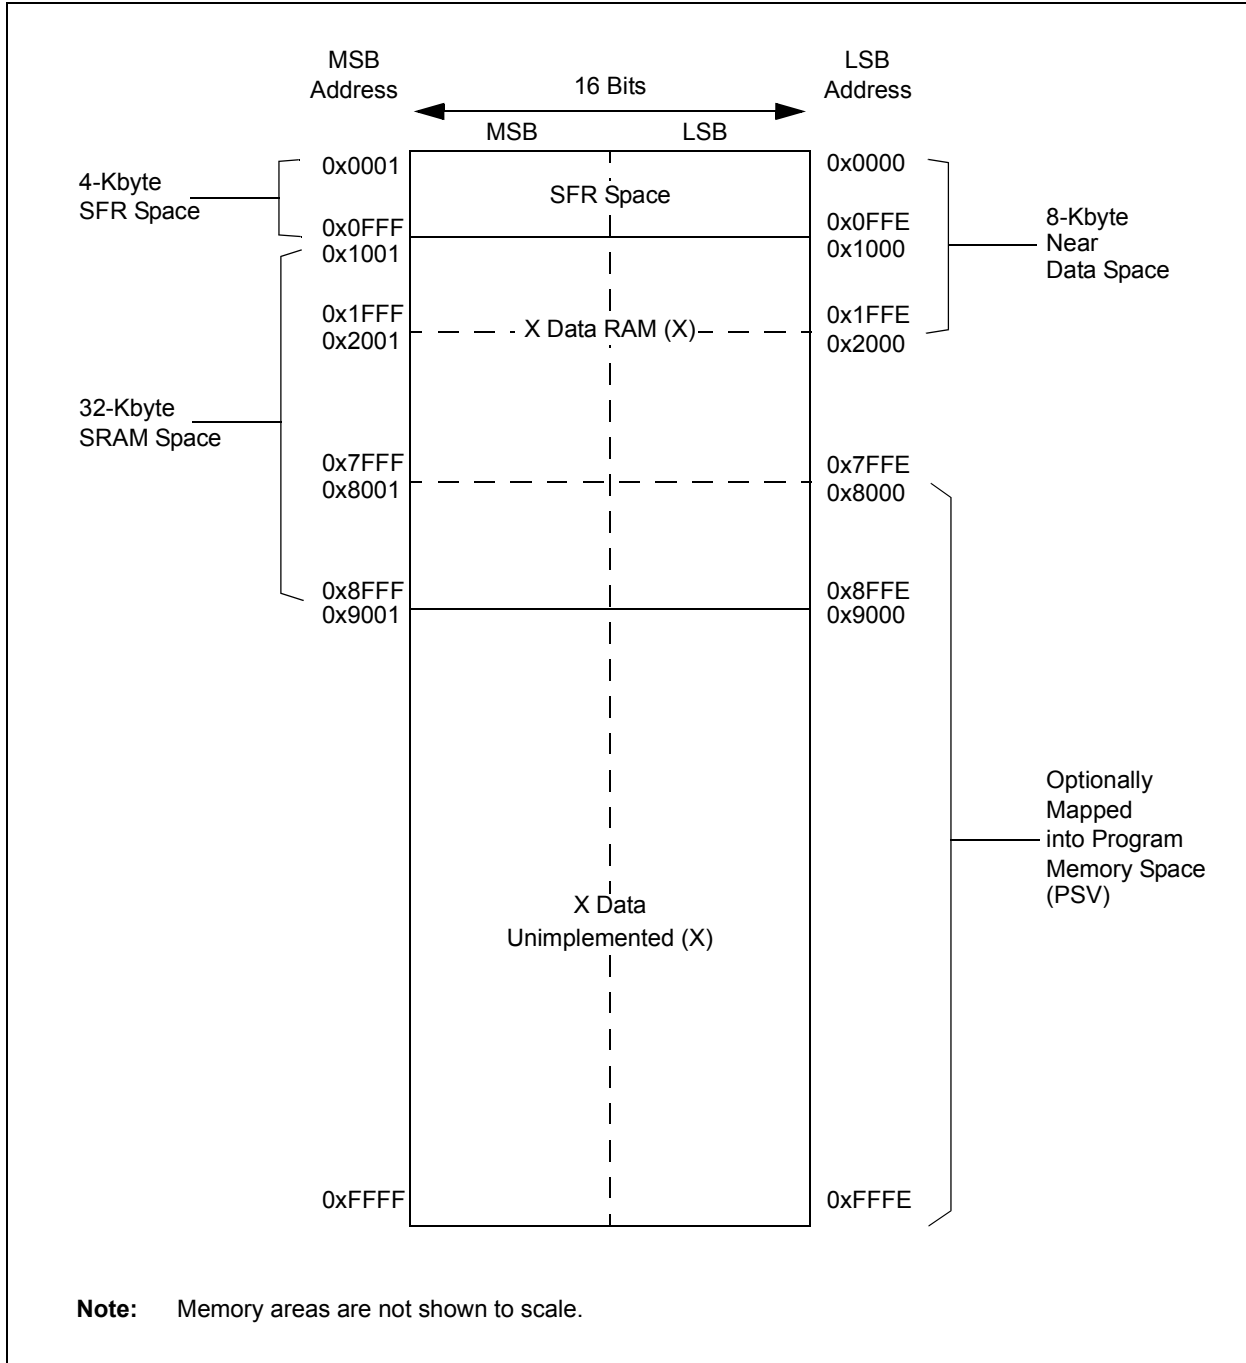 MSB
Address
LSB
Address
16 Bits
MSB
LSB
0x0001
0x0000
4-Kbyte
SFR Space
SFR Space
0x0FFF
0x0FFE
0x1001
0x1000
8-Kbyte
Near
Data Space
0x1FFF
0x1FFE
X Data RAM (X)
0x2001
0x2000
32-Kbyte
SRAM Space
0x7FFF
0x7FFE
0x8001
0x8000
0x8FFF
0x8FFE
0x9001
0x9000
Optionally
Mapped
into Program
Memory Space
(PSV)
X Data
Unimplemented (X)
0xFFFF
0xFFFE
Note: Memory areas are not shown to scale.